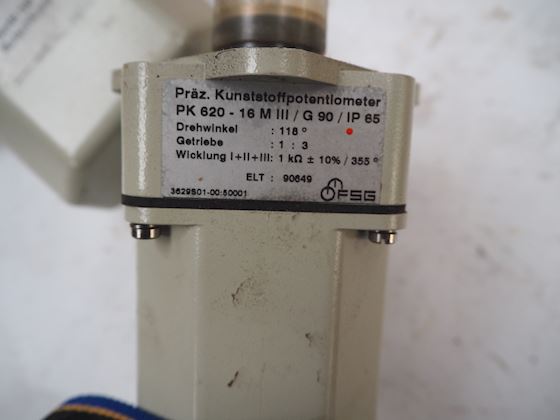 Präz. Kunststoffpotentiometer
PK 620 - 16 M III / G 90 / IP 65
Drehwinkel : 118 °
Getriebe : 1 : 3
Wicklung I+II+III: 1 kΩ ± 10% / 355 °
ELT : 90649
3629S01-00:50001
FSG